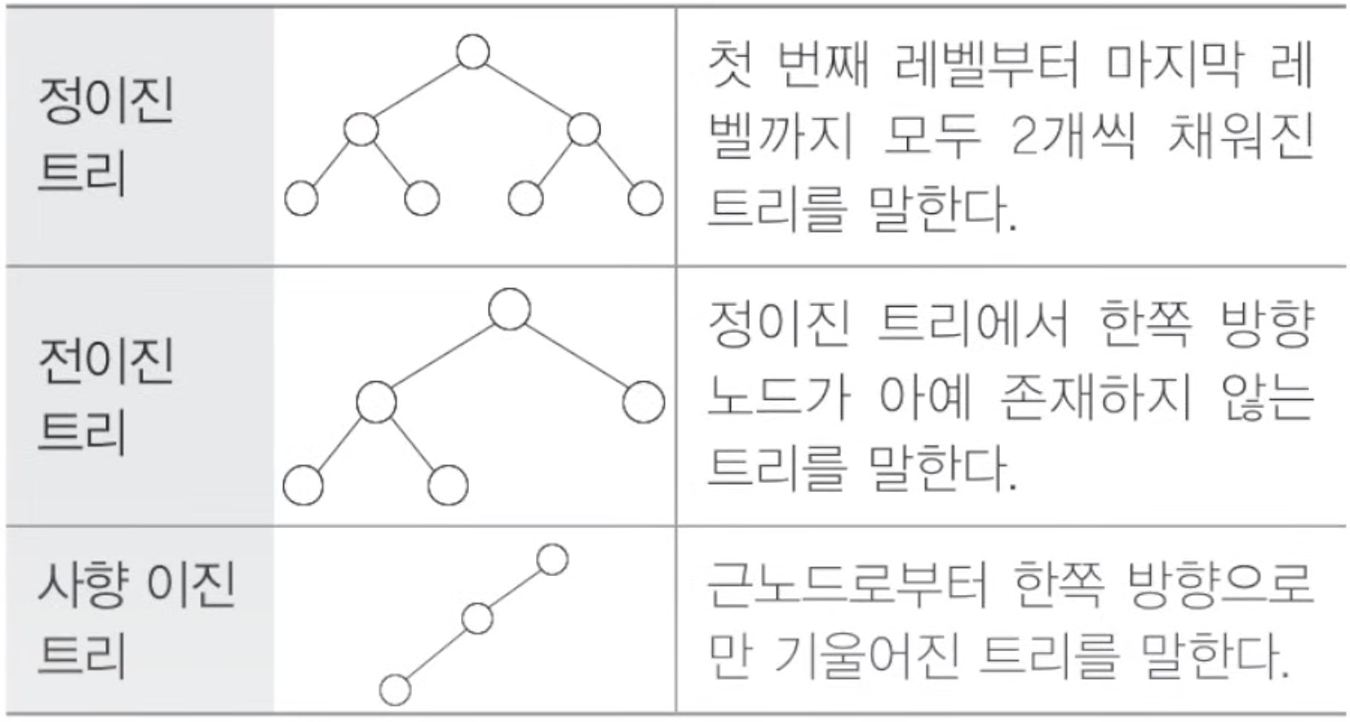 정이진
트리
첫 번째 레벨부터 마지막 레
벨까지 모두 2개씩 채워진
트리를 말한다.
전이진
트리
정이진 트리에서 한쪽 방향
노드가 아예 존재하지 않는
트리를 말한다.
사향 이진
트리
근노드로부터 한쪽 방향으로
만 기울어진 트리를 말한다.